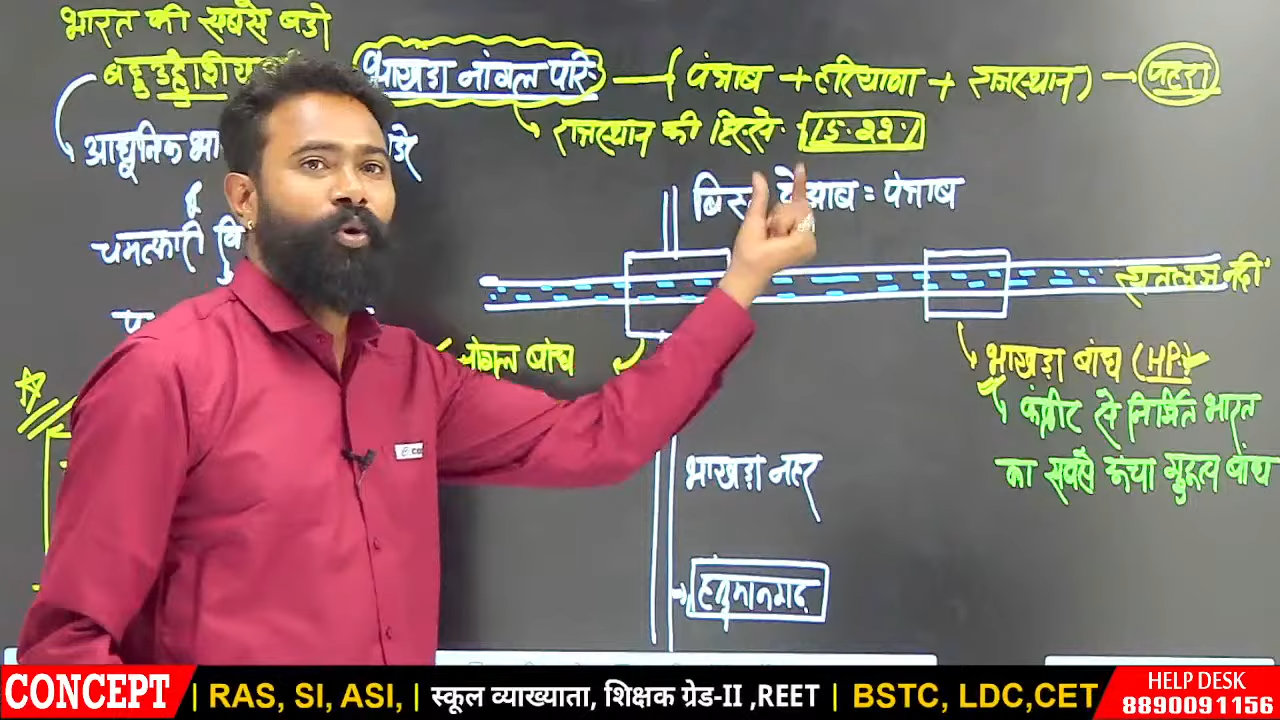 भारत की सबसे बडी
बहुउद्देशिय
भाखडा नांगल परि० — (पंजाब + हरियाणा + राजस्थान) —
राजस्थान की हिस्से 15.22%
आधुनिक
चमत्कारी
= पंजाब
सतलज नदी
नांगल बांध
भाखडा बांध (HP.)
कंक्रीट से निर्मित भारत
का सबसे ऊंचा गुरुत्व बांध
भाखडा नहर
हनुमानगढ़
CONCEPT | RAS, SI, ASI, | स्कूल व्याख्याता, शिक्षक ग्रेड-II ,REET | BSTC, LDC,CET
HELP DESK
8890091156